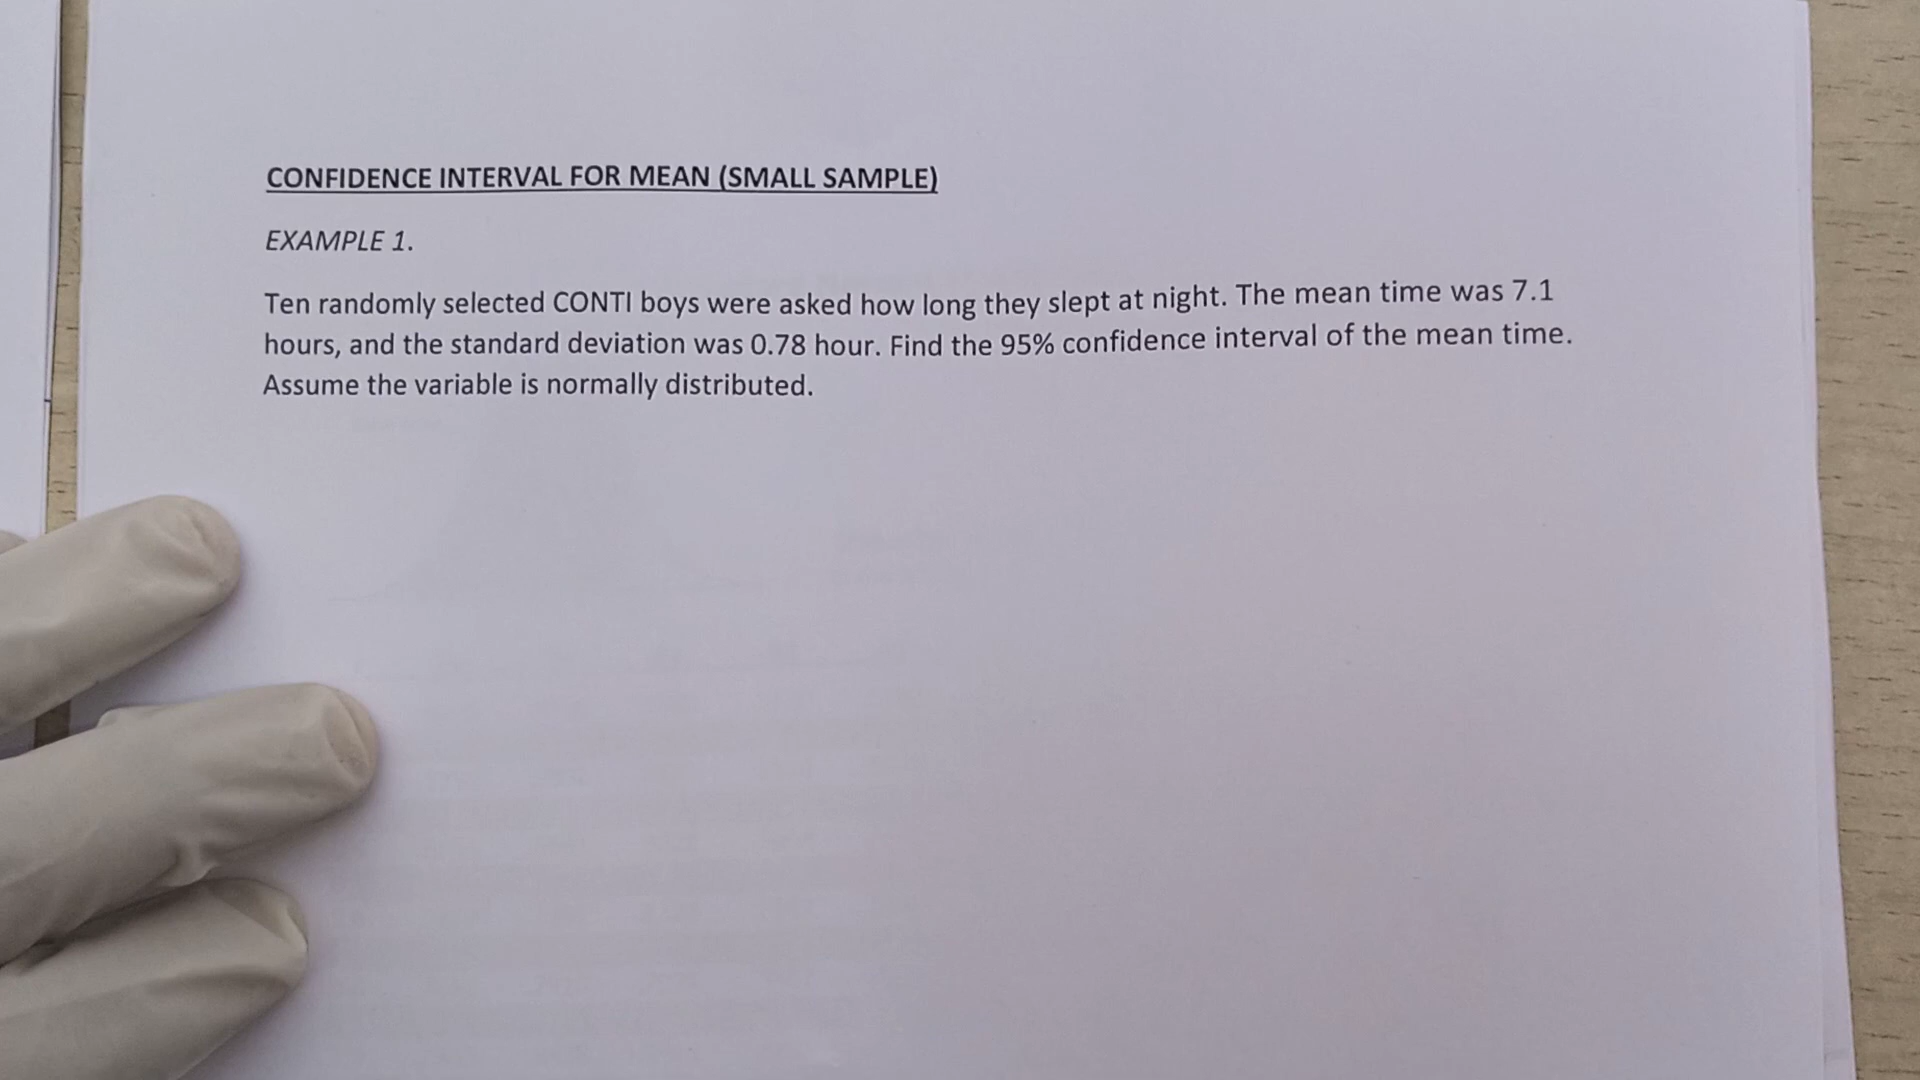 CONFIDENCE INTERVAL FOR MEAN (SMALL SAMPLE)
EXAMPLE 1.
Ten randomly selected CONTI boys were asked how long they slept at night. The mean time was 7.1
hours, and the standard deviation was 0.78 hour. Find the 95% confidence interval of the mean time.
Assume the variable is normally distributed.